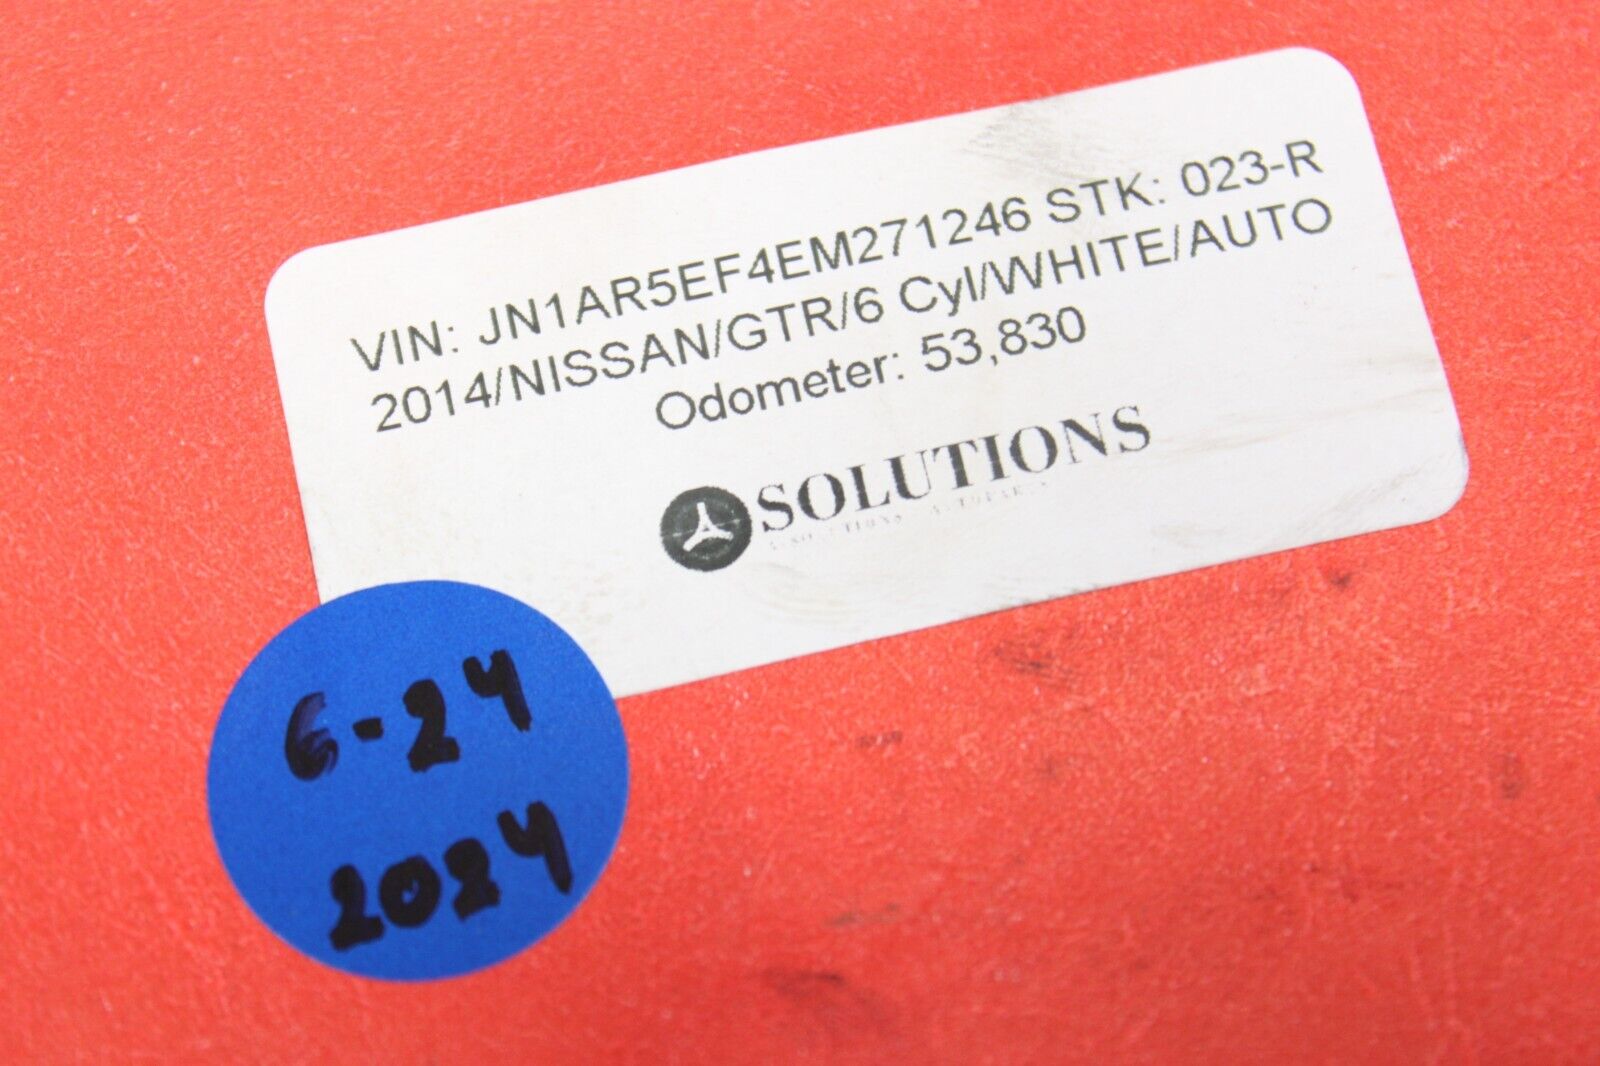 VIN: JN1AR5EF4EM271246 STK: 023-R
2014/NISSAN/GTR/6 Cyl/WHITE/AUTO
Odometer: 53,830
SOLUTIONS
6-24
2024